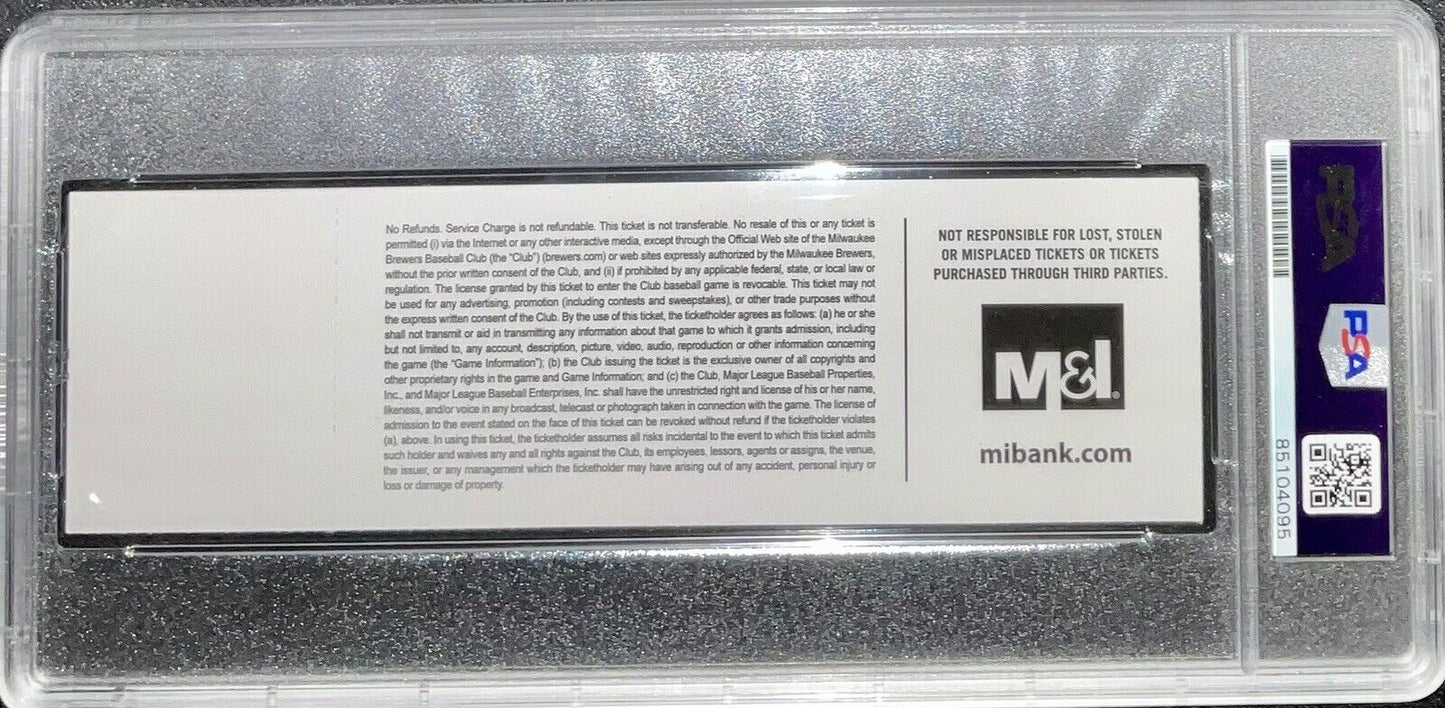 No Refunds. Service Charge is not refundable. This ticket is not transferable. No resale of this or any ticket is
permitted (i) via the Internet or any other interactive media, except through the Official Web site of the Milwaukee
Brewers Baseball Club (the "Club") (brewers.com) or web sites expressly authorized by the Milwaukee Brewers,
without the prior written consent of the Club, and (ii) if prohibited by any applicable federal, state, or local law or
regulation. The license granted by this ticket to enter the Club baseball game is revocable. This ticket may not
be used for any advertising, promotion (including contests and sweepstakes), or other trade purposes without
the express written consent of the Club. By the use of this ticket, the ticketholder agrees as follows: (a) he or she
shall not transmit or aid in transmitting any information about that game to which it grants admission, including
but not limited to, any account, description, picture, video, audio, reproduction or other information concerning
the game (the "Game Information"); (b) the Club issuing the ticket is the exclusive owner of all copyrights and
other proprietary rights in the game and Game Information; and (c) the Club, Major League Baseball Properties,
Inc., and Major League Baseball Enterprises, Inc. shall have the unrestricted right and license of his or her name,
likeness, and/or voice in any broadcast, telecast or photograph taken in connection with the game. The license of
admission to the event stated on the face of this ticket can be revoked without refund if the ticketholder violates
(a), above. In using this ticket, the ticketholder assumes all risks incidental to the event to which this ticket admits
such holder and waives any and all rights against the Club, its employees, lessors, agents or assigns, the venue,
the issuer, or any management which the ticketholder may have arising out of any accident, personal injury or
loss or damage of property.
NOT RESPONSIBLE FOR LOST, STOLEN
OR MISPLACED TICKETS OR TICKETS
PURCHASED THROUGH THIRD PARTIES.
M&I®
mibank.com
PSA
PSA
85104095